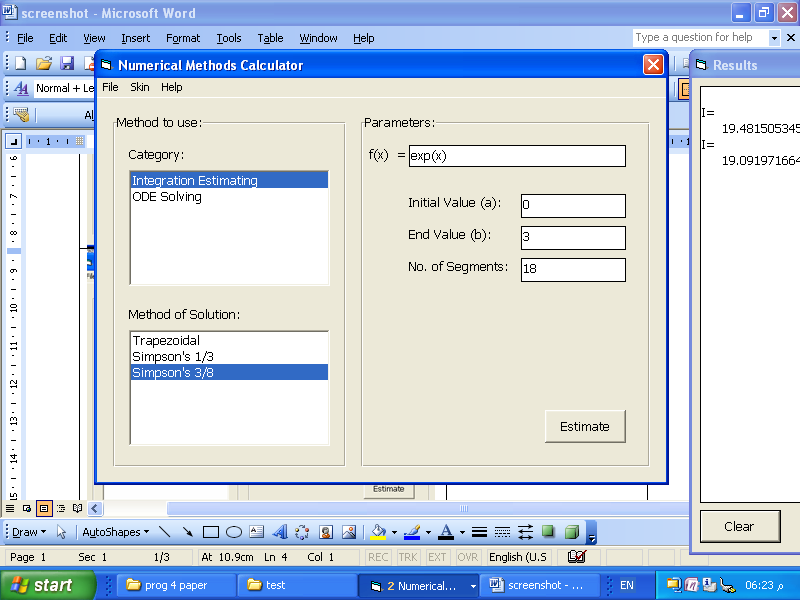 screenshot - Microsoft Word
File Edit View Insert Format Tools Table Window Help
Type a question for help
Normal + Le
Numerical Methods Calculator
File Skin Help
Method to use:
Category:
Integration Estimating
ODE Solving
Method of Solution:
Trapezoidal
Simpson's 1/3
Simpson's 3/8
Parameters:
f(x) = exp(x)
Initial Value (a): 0
End Value (b): 3
No. of Segments: 18
Estimate
Results
I=
19.481505345
I=
19.091971664
Clear
Estimate
Draw AutoShapes
Page 1 Sec 1 1/3 At 10.9cm Ln 4 Col 1 REC TRK EXT OVR English (U.S
start prog 4 paper test 2 Numerical... screenshot - ... EN 06:23 م